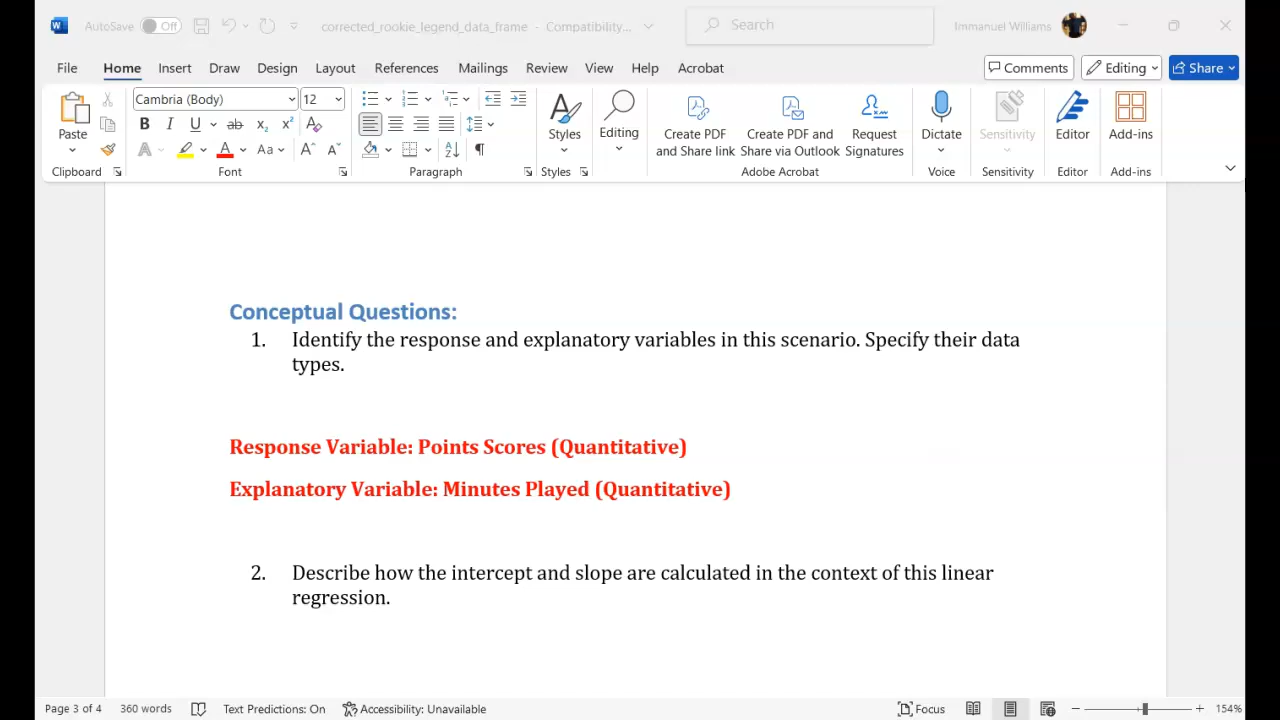 AutoSave Off corrected_rookie_legend_data_frame - Compatibility... Search Immanuel Williams
File Home Insert Draw Design Layout References Mailings Review View Help Acrobat Comments Editing Share
Cambria (Body) 12
Paste Styles Editing Create PDF and Share link Create PDF and Share via Outlook Request Signatures Dictate Sensitivity Editor Add-ins
Clipboard Font Paragraph Styles Adobe Acrobat Voice Sensitivity Editor Add-ins
Conceptual Questions:
1. Identify the response and explanatory variables in this scenario. Specify their data
types.
Response Variable: Points Scores (Quantitative)
Explanatory Variable: Minutes Played (Quantitative)
2. Describe how the intercept and slope are calculated in the context of this linear
regression.
Page 3 of 4 360 words Text Predictions: On Accessibility: Unavailable Focus 154%